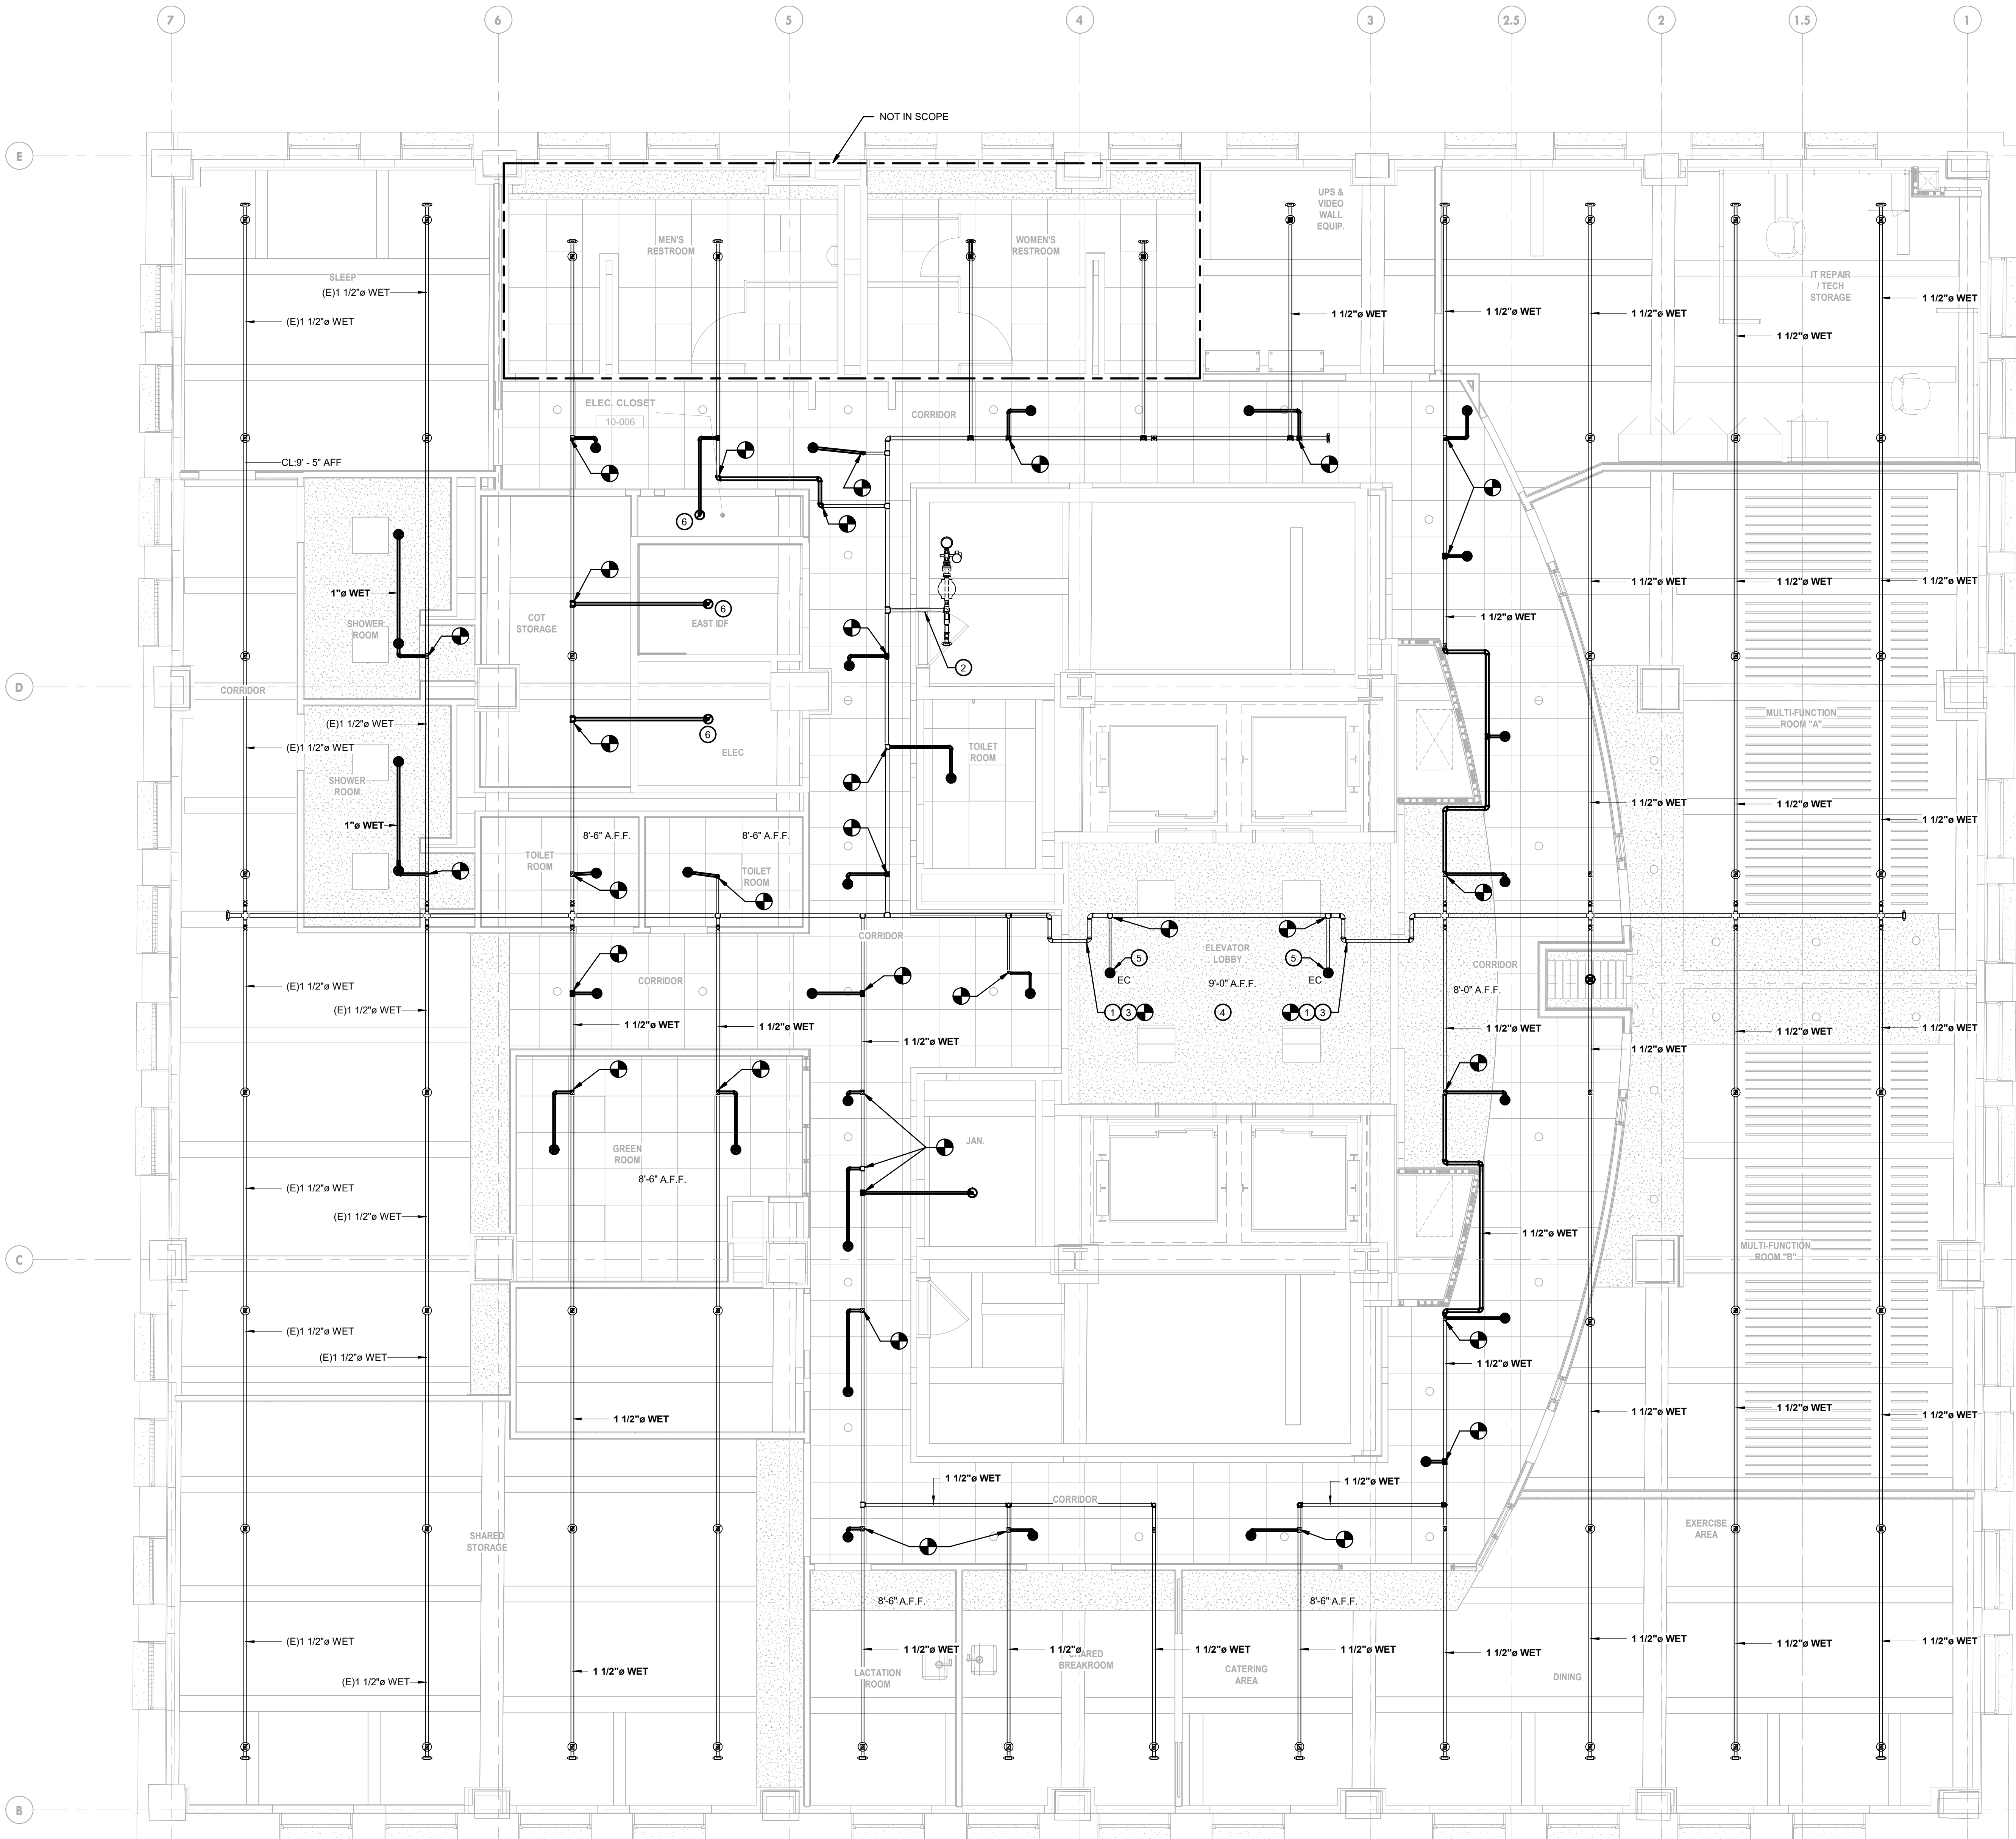 7 6 5 4 3 2.5 2 1.5 1
NOT IN SCOPE
E
UPS &
VIDEO
WALL
EQUIP.
MEN'S
RESTROOM
WOMEN'S
RESTROOM
SLEEP
(E)1 1/2"ø WET
IT REPAIR
/ TECH
STORAGE
1 1/2"ø WET
1 1/2"ø WET
1 1/2"ø WET
1 1/2"ø WET
(E)1 1/2"ø WET
1 1/2"ø WET
ELEC. CLOSET
10-006
CORRIDOR
CL:9' - 5" AFF
6
1"ø WET
1 1/2"ø WET
1 1/2"ø WET
1 1/2"ø WET
6
COT
STORAGE
EAST IDF
SHOWER
ROOM
1 1/2"ø WET
2
D
CORRIDOR
(E)1 1/2"ø WET
MULTI-FUNCTION
ROOM "A"
6
(E)1 1/2"ø WET
ELEC
TOILET
ROOM
SHOWER
ROOM
1 1/2"ø WET
1 1/2"ø WET
1 1/2"ø WET
1"ø WET
8'-6" A.F.F.
8'-6" A.F.F.
TOILET
ROOM
TOILET
ROOM
CORRIDOR
ELEVATOR
LOBBY
5
5
CORRIDOR
CORRIDOR
EC
9'-0" A.F.F.
EC
8'-0" A.F.F.
(E)1 1/2"ø WET
(E)1 1/2"ø WET
1 3
4
1 3
1 1/2"ø WET
1 1/2"ø WET
1 1/2"ø WET
1 1/2"ø WET
1 1/2"ø WET
1 1/2"ø WET
1 1/2"ø WET
1 1/2"ø WET
GREEN
ROOM
JAN.
8'-6" A.F.F.
(E)1 1/2"ø WET
(E)1 1/2"ø WET
1 1/2"ø WET
C
MULTI-FUNCTION
ROOM "B"
(E)1 1/2"ø WET
(E)1 1/2"ø WET
1 1/2"ø WET
1 1/2"ø WET
1 1/2"ø WET
1 1/2"ø WET
1 1/2"ø WET
1 1/2"ø WET
1 1/2"ø WET
CORRIDOR
SHARED
STORAGE
EXERCISE
AREA
8'-6" A.F.F.
8'-6" A.F.F.
(E)1 1/2"ø WET
1 1/2"ø WET
1 1/2"ø
1 1/2"ø WET
1 1/2"ø WET
1 1/2"ø WET
1 1/2"ø WET
1 1/2"ø WET
1 1/2"ø WET
BREAKROOM
(E)1 1/2"ø WET
1 1/2"ø WET
LACTATION
ROOM
CATERING
AREA
DINING
B